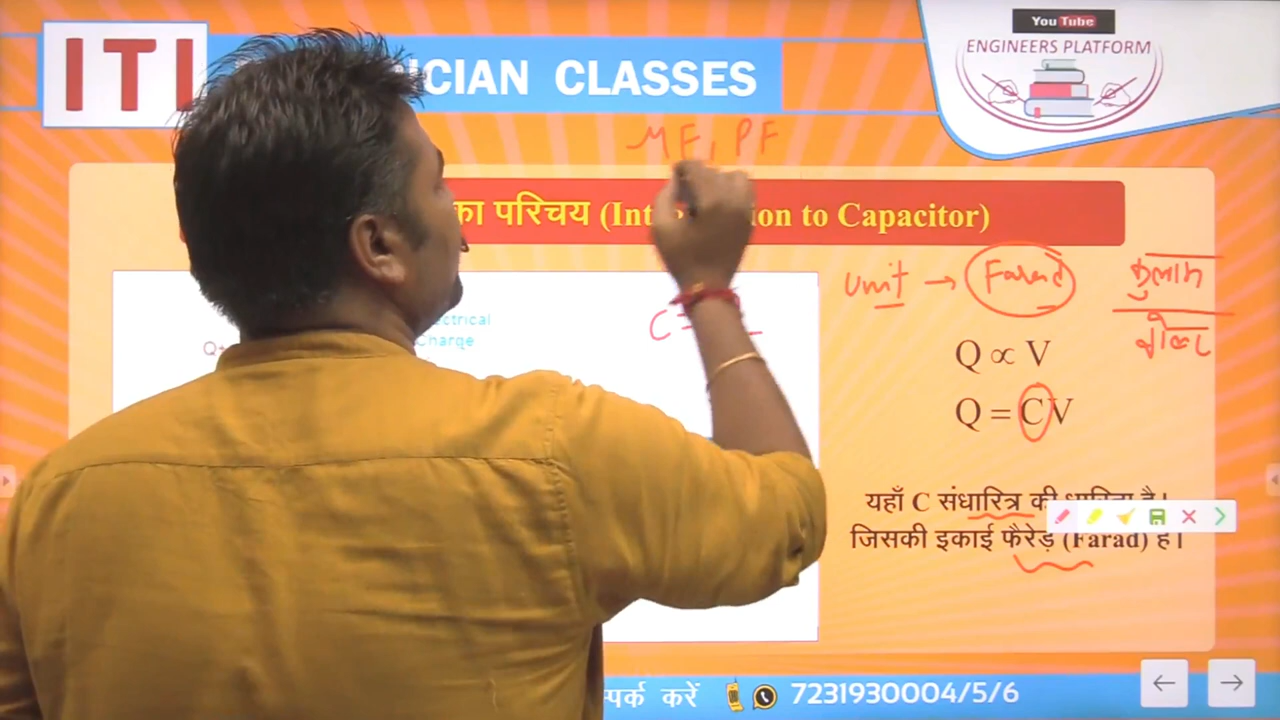 You Tube
ENGINEERS PLATFORM
ITI
ICIAN CLASSES
MF, PF
का परिचय (Int on to Capacitor)
Unit → Farad
कुलाम
वोल्ट
ectrical
Charge
Q+
C =
Q ∝ V
Q = CV
यहाँ C संधारित्र की धारिता है।
जिसकी इकाई फैरेड़ (Farad) है।
र्क करें 7231930004/5/6